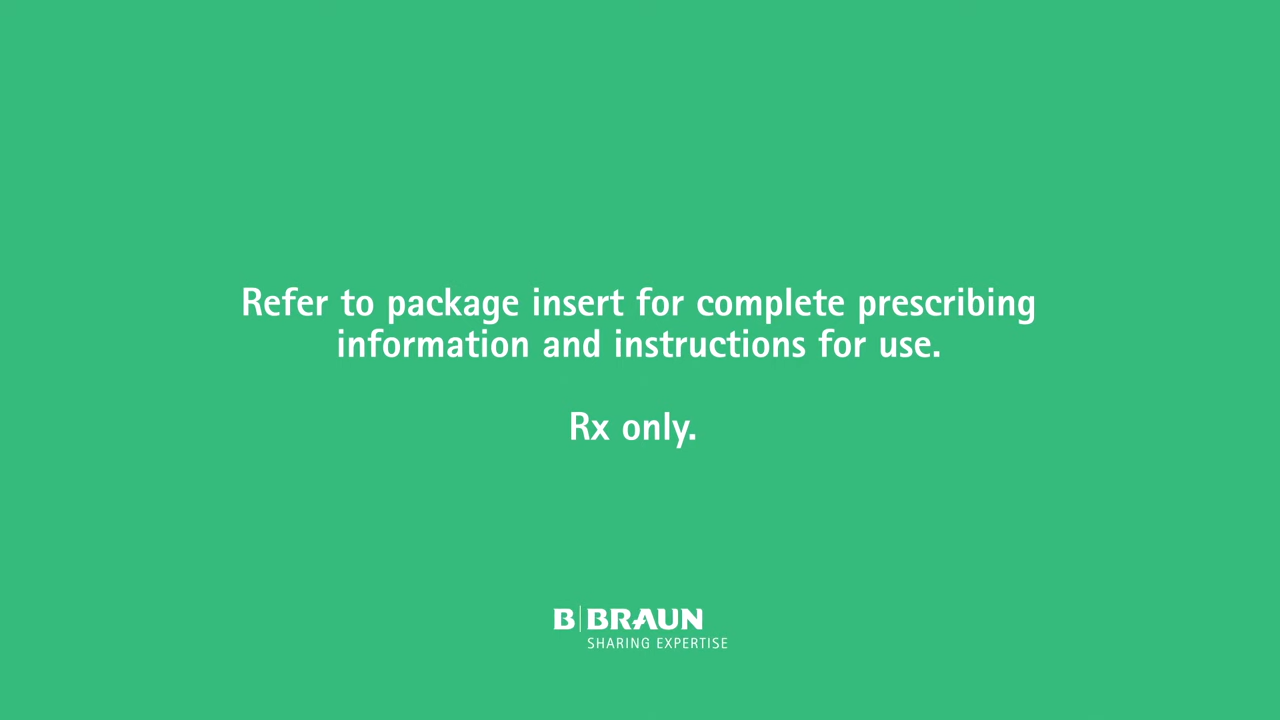 Refer to package insert for complete prescribing
information and instructions for use.
Rx only.
B BRAUN
SHARING EXPERTISE